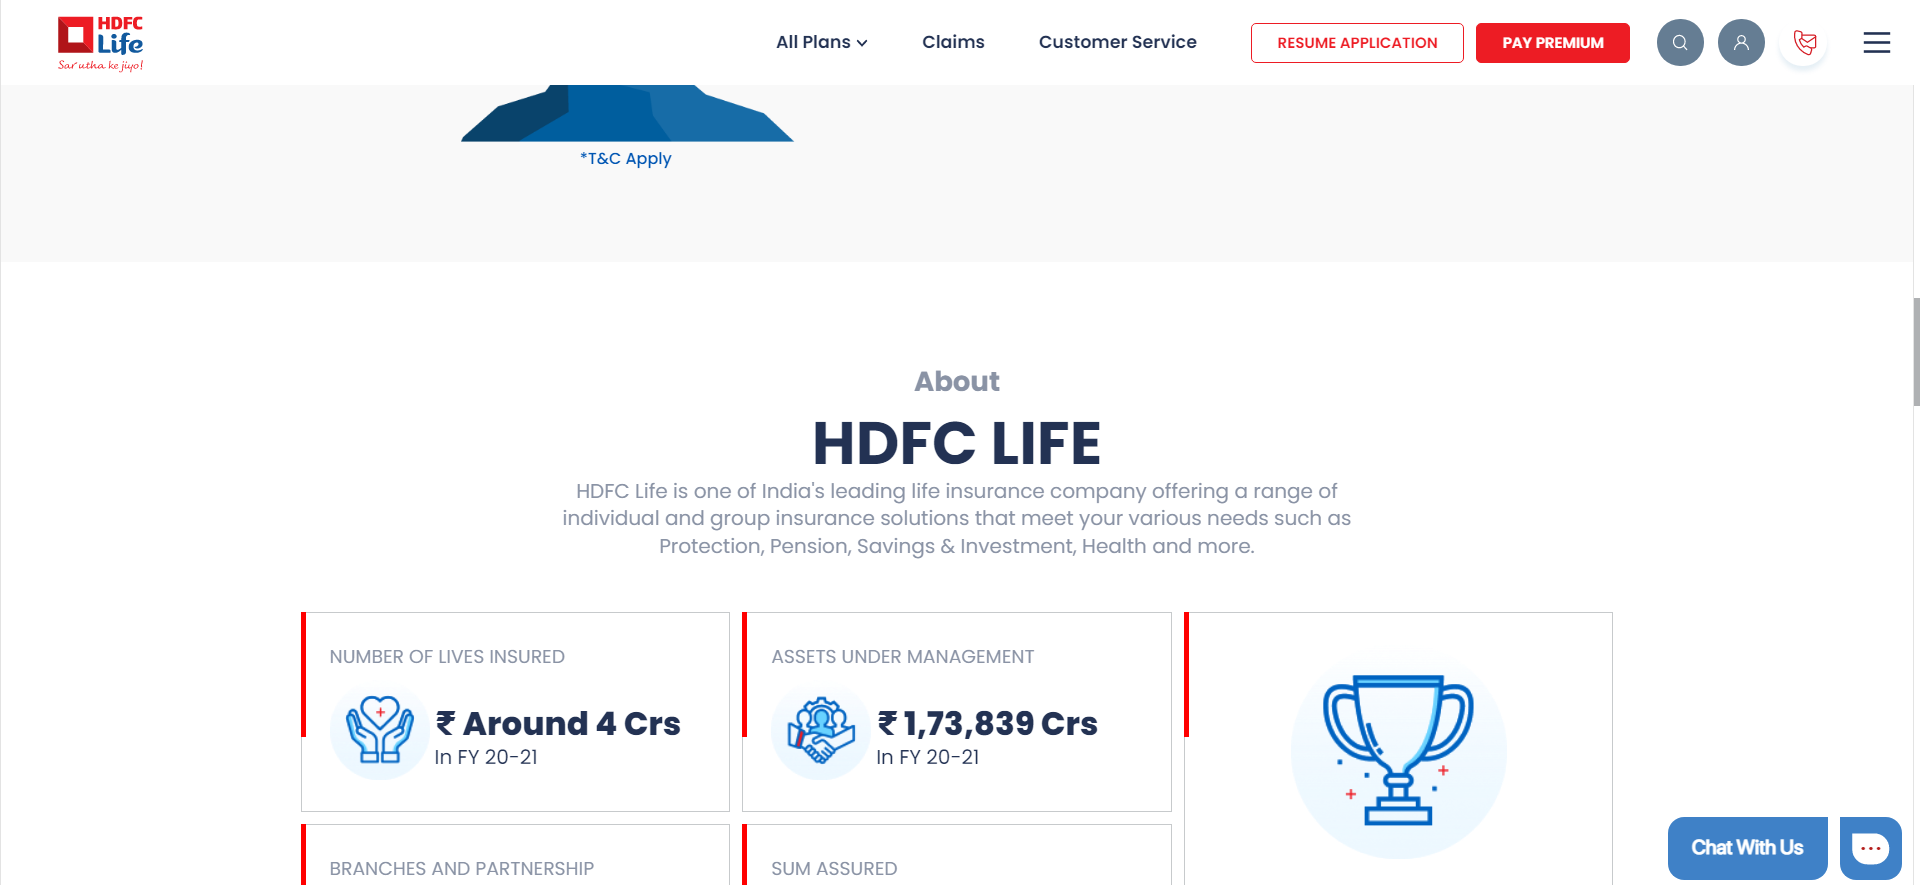 HDFC
Life
Sar utha ke jiyo!
All Plans
Claims
Customer Service
RESUME APPLICATION
PAY PREMIUM
*T&C Apply
About
HDFC LIFE
HDFC Life is one of India's leading life insurance company offering a range of
individual and group insurance solutions that meet your various needs such as
Protection, Pension, Savings & Investment, Health and more.
NUMBER OF LIVES INSURED
₹ Around 4 Crs
In FY 20-21
ASSETS UNDER MANAGEMENT
₹ 1,73,839 Crs
In FY 20-21
BRANCHES AND PARTNERSHIP
SUM ASSURED
Chat With Us